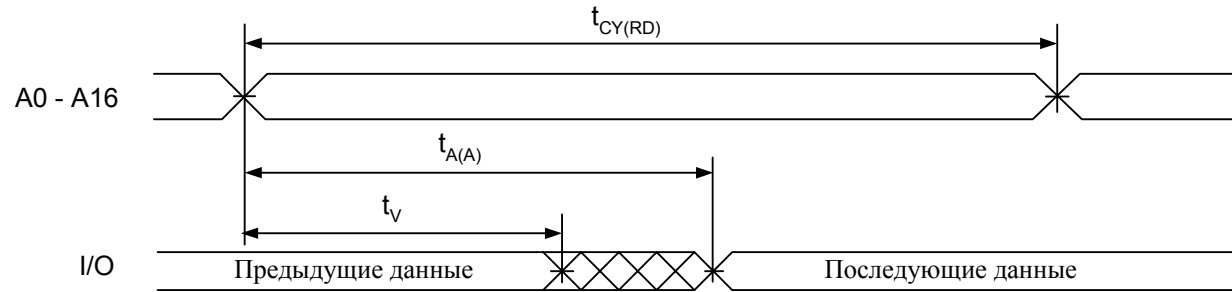 t_CY(RD)
A0 - A16
t_A(A)
t_V
I/O
Предыдущие данные
Последующие данные